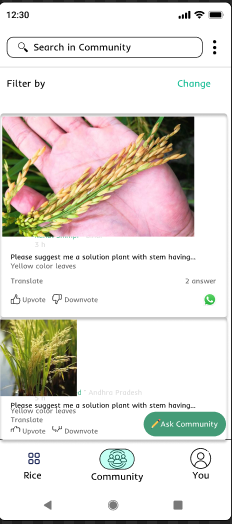 12:30
Search in Community
Filter by
Change
Please suggest me a solution plant with stem having...
Yellow color leaves
Translate
2 answer
Upvote
Downvote
d | Andhra Pradesh
Please suggest me a solution plant with stem having...
Yellow color leaves
Translate
Upvote
Downvote
Ask Community
Rice
Community
You